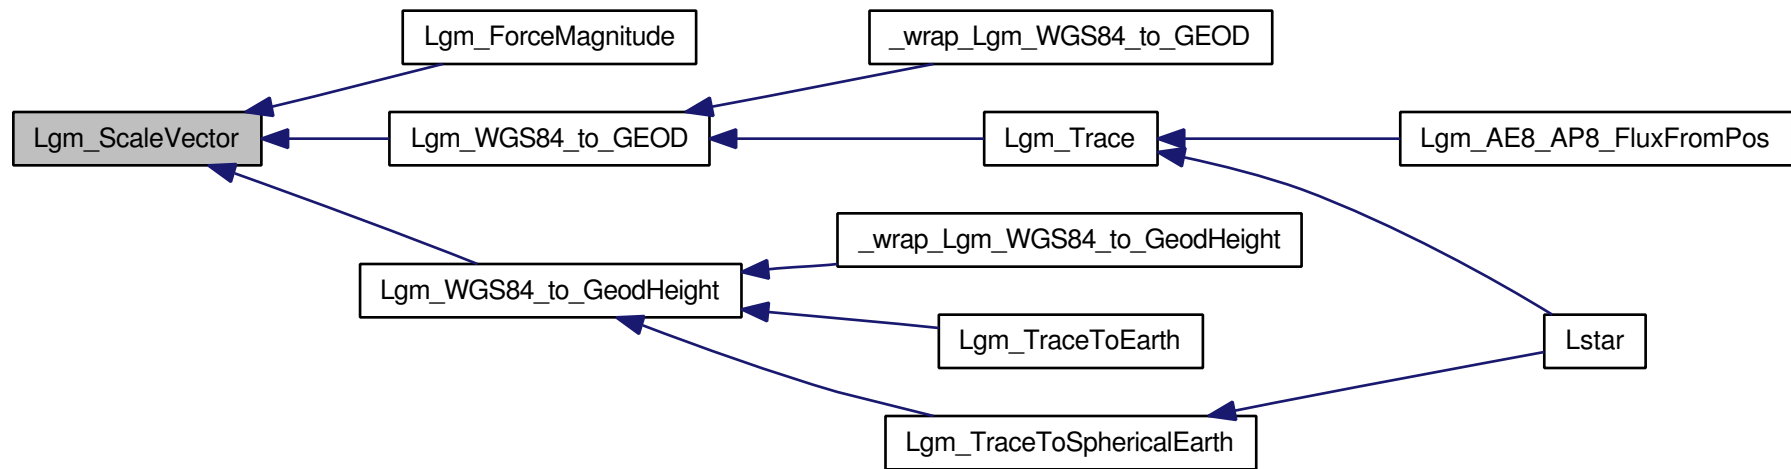 Lgm_ForceMagnitude
_wrap_Lgm_WGS84_to_GEOD
Lgm_ScaleVector
Lgm_WGS84_to_GEOD
Lgm_Trace
Lgm_AE8_AP8_FluxFromPos
_wrap_Lgm_WGS84_to_GeodHeight
Lgm_WGS84_to_GeodHeight
Lgm_TraceToEarth
Lstar
Lgm_TraceToSphericalEarth